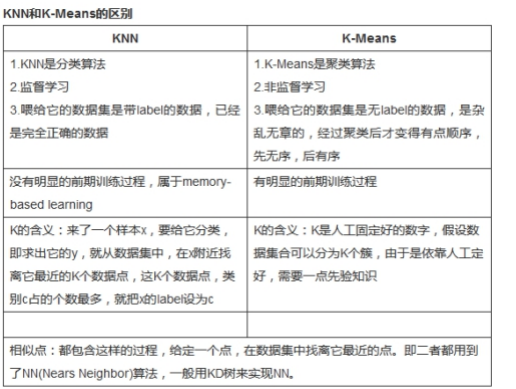 KNN和K-Means的区别
KNN
K-Means
1.KNN是分类算法
2.监督学习
3.喂给它的数据集是带label的数据，已经
是完全正确的数据
1.K-Means是聚类算法
2.非监督学习
3.喂给它的数据集是无label的数据，是杂
乱无章的，经过聚类后才变得有点顺序，
先无序，后有序
没有明显的前期训练过程，属于memory-
based learning
有明显的前期训练过程
K的含义：来了一个样本x，要给它分类，
即求出它的y，就从数据集中，在x附近找
离它最近的K个数据点，这K个数据点，类
别c占的个数最多，就把x的label设为c
K的含义：K是人工固定好的数字，假设数
据集合可以分为K个簇，由于是依靠人工定
好，需要一点先验知识
相似点：都包含这样的过程，给定一个点，在数据集中找离它最近的点。即二者都用到
了NN(Nears Neighbor)算法，一般用KD树来实现NN。